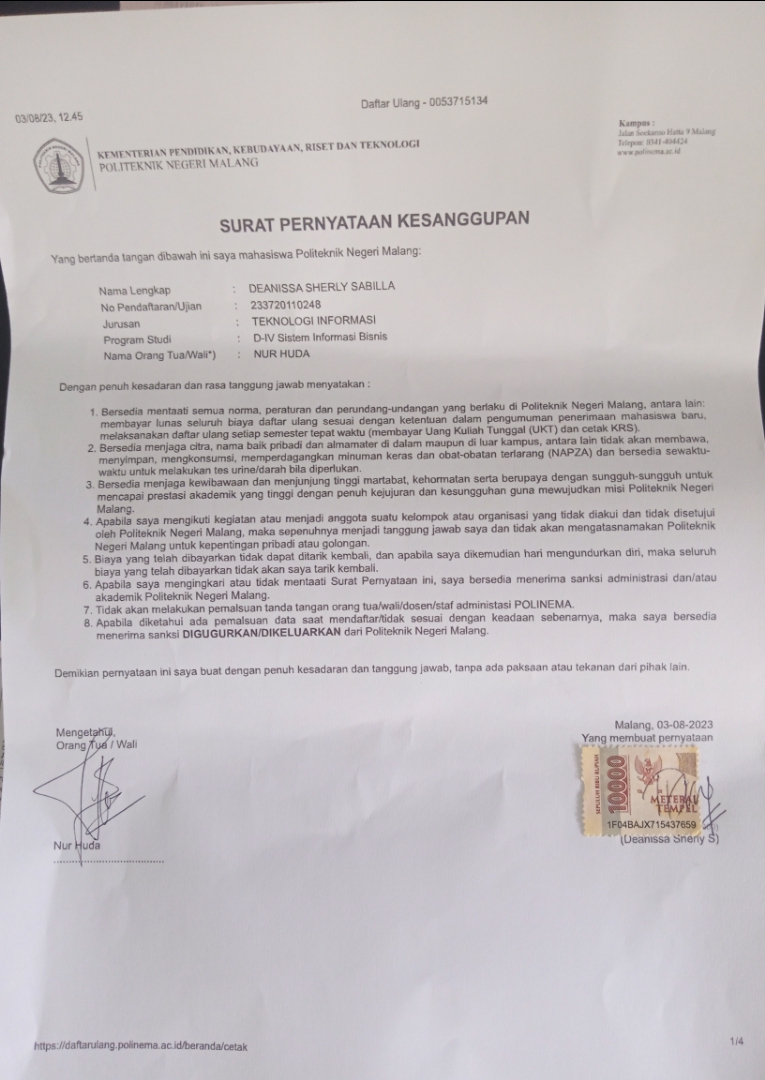 03/08/23, 12.45
Daftar Ulang - 0053715134
KEMENTERIAN PENDIDIKAN, KEBUDAYAAN, RISET DAN TEKNOLOGI
POLITEKNIK NEGERI MALANG
Kampus :
Jalan Soekarno Hatta 9 Malang
Telepon: 0341-404424
www.polinema.ac.id
SURAT PERNYATAAN KESANGGUPAN
Yang bertanda tangan dibawah ini saya mahasiswa Politeknik Negeri Malang:
Nama Lengkap : DEANISSA SHERLY SABILLA
No Pendaftaran/Ujian : 233720110248
Jurusan : TEKNOLOGI INFORMASI
Program Studi : D-IV Sistem Informasi Bisnis
Nama Orang Tua/Wali*) : NUR HUDA
Dengan penuh kesadaran dan rasa tanggung jawab menyatakan :
1. Bersedia mentaati semua norma, peraturan dan perundang-undangan yang berlaku di Politeknik Negeri Malang, antara lain:
membayar lunas seluruh biaya daftar ulang sesuai dengan ketentuan dalam pengumuman penerimaan mahasiswa baru,
melaksanakan daftar ulang setiap semester tepat waktu (membayar Uang Kuliah Tunggal (UKT) dan cetak KRS).
2. Bersedia menjaga citra, nama baik pribadi dan almamater di dalam maupun di luar kampus, antara lain tidak akan membawa,
menyimpan, mengkonsumsi, memperdagangkan minuman keras dan obat-obatan terlarang (NAPZA) dan bersedia sewaktu-
waktu untuk melakukan tes urine/darah bila diperlukan.
3. Bersedia menjaga kewibawaan dan menjunjung tinggi martabat, kehormatan serta berupaya dengan sungguh-sungguh untuk
mencapai prestasi akademik yang tinggi dengan penuh kejujuran dan kesungguhan guna mewujudkan misi Politeknik Negeri
Malang.
4. Apabila saya mengikuti kegiatan atau menjadi anggota suatu kelompok atau organisasi yang tidak diakui dan tidak disetujui
oleh Politeknik Negeri Malang, maka sepenuhnya menjadi tanggung jawab saya dan tidak akan mengatasnamakan Politeknik
Negeri Malang untuk kepentingan pribadi atau golongan.
5. Biaya yang telah dibayarkan tidak dapat ditarik kembali, dan apabila saya dikemudian hari mengundurkan diri, maka seluruh
biaya yang telah dibayarkan tidak akan saya tarik kembali.
6. Apabila saya mengingkari atau tidak mentaati Surat Pernyataan ini, saya bersedia menerima sanksi administrasi dan/atau
akademik Politeknik Negeri Malang.
7. Tidak akan melakukan pemalsuan tanda tangan orang tua/wali/dosen/staf administasi POLINEMA.
8. Apabila diketahui ada pemalsuan data saat mendaftar/tidak sesuai dengan keadaan sebenarnya, maka saya bersedia
menerima sanksi DIGUGURKAN/DIKELUARKAN dari Politeknik Negeri Malang.
Demikian pernyataan ini saya buat dengan penuh kesadaran dan tanggung jawab, tanpa ada paksaan atau tekanan dari pihak lain.
Mengetahui,
Orang Tua / Wali
Nur Huda
Malang, 03-08-2023
Yang membuat pernyataan
SEPULUH RIBU RUPIAH
10000
METERAI
TEMPEL
1F04BAJX715437659
(Deanissa Sherly S)
https://daftarulang.polinema.ac.id/beranda/cetak
1/4